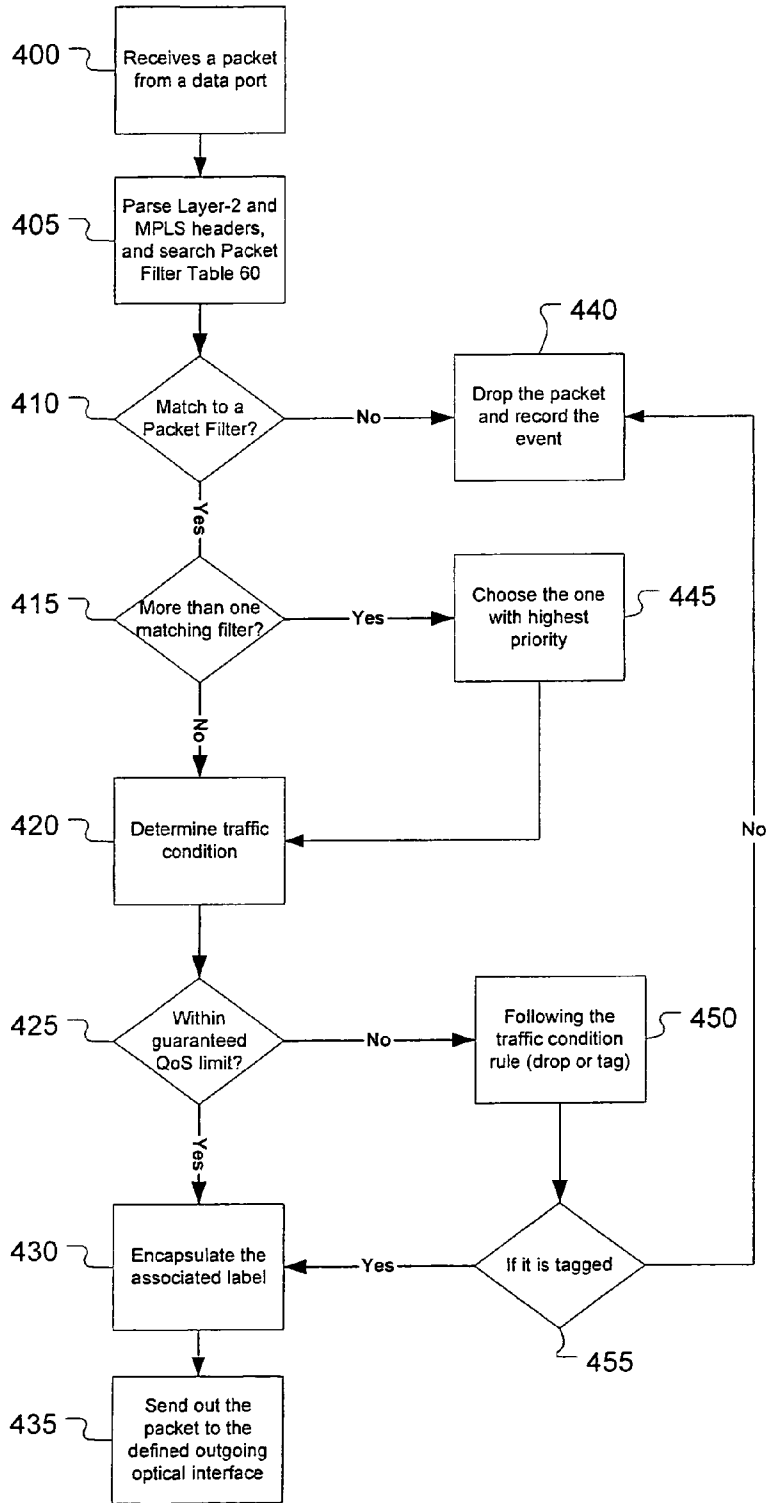 400
Receives a packet
from a data port
405
Parse Layer-2 and
MPLS headers,
and search Packet
Filter Table 60
440
Drop the packet
and record the
event
410
Match to a
Packet Filter?
No
Yes
415
More than one
matching filter?
Yes
Choose the one
with highest
priority
445
No
420
Determine traffic
condition
No
425
Within
guaranteed
QoS limit?
No
Following the
traffic condition
rule (drop or tag)
450
Yes
430
Encapsulate the
associated label
Yes
If it is tagged
455
435
Send out the
packet to the
defined outgoing
optical interface